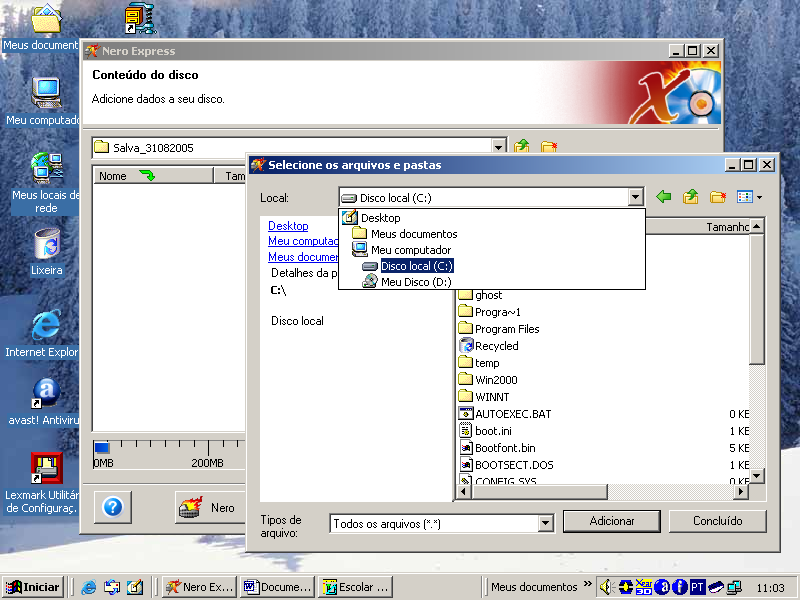 Meus document
Meu computado
Meus locais de
rede
Lixeira
Internet Explor
avast! Antiviru
Lexmark Utilitár
de Configuraç.
Nero Express
Conteúdo do disco
Adicione dados a seu disco.
Salva_31082005
Nome
Tam
0MB
200MB
Nero
Selecione os arquivos e pastas
Local:
Disco local (C:)
Desktop
Meus documentos
Meu computador
Disco local (C:)
Meu Disco (D:)
Desktop
Meu computad
Meus documer
Detalhes da p
C:\
Disco local
Tamanho
ghost
Progra~1
Program Files
Recycled
temp
Win2000
WINNT
AUTOEXEC.BAT 0 KE
boot.ini 1 KE
Bootfont.bin 5 KE
BOOTSECT.DOS 1 KE
CONFIG.SYS 0 KE
Tipos de
arquivo:
Todos os arquivos (*.*)
Adicionar
Concluído
Iniciar
Nero Ex...
Docume...
Escolar ...
Meus documentos »
PT
11:03